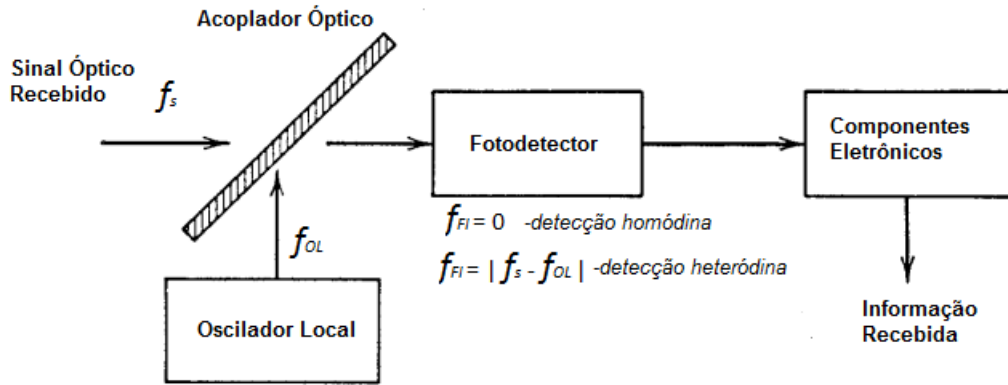 Acoplador Óptico
Sinal Óptico
Recebido
fs
Fotodetector
Componentes
Eletrônicos
fFI = 0 -detecção homódina
fOL
fFI = | fs - fOL | -detecção heteródina
Oscilador Local
Informação
Recebida